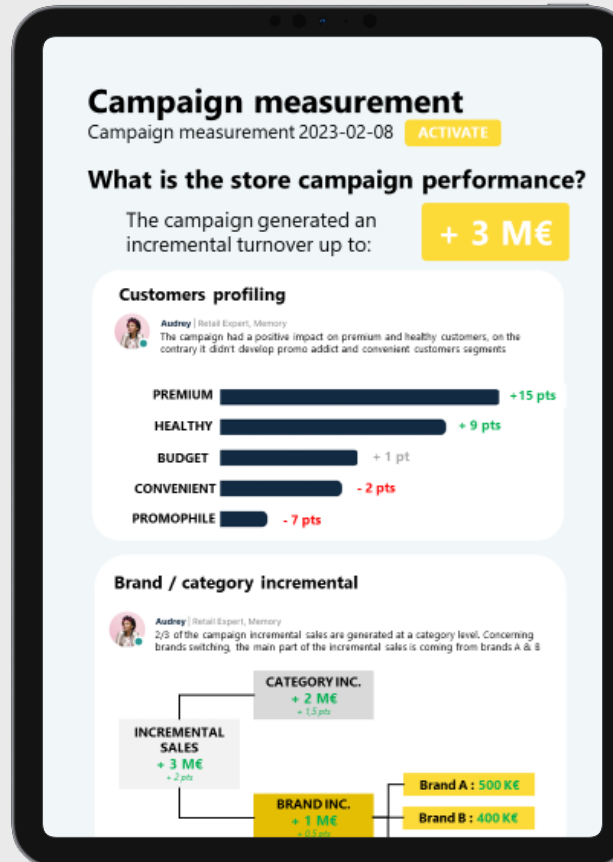 Campaign measurement
Campaign measurement 2023-02-08 ACTIVATE
What is the store campaign performance?
The campaign generated an
incremental turnover up to:
+ 3 M€
Customers profiling
Audrey | Retail Expert, Memory
The campaign had a positive impact on premium and healthy customers, on the
contrary it didn't develop promo addict and convenient customers segments
PREMIUM +15 pts
HEALTHY + 9 pts
BUDGET + 1 pt
CONVENIENT - 2 pts
PROMOPHILE - 7 pts
Brand / category incremental
Audrey | Retail Expert, Memory
2/3 of the campaign incremental sales are generated at a category level. Concerning
brands switching, the main part of the incremental sales is coming from brands A & B
CATEGORY INC.
+ 2 M€
+ 1,5 pts
INCREMENTAL
SALES
+ 3 M€
+ 2 pts
BRAND INC.
+ 1 M€
+ 0,5 pts
Brand A : 500 K€
Brand B : 400 K€